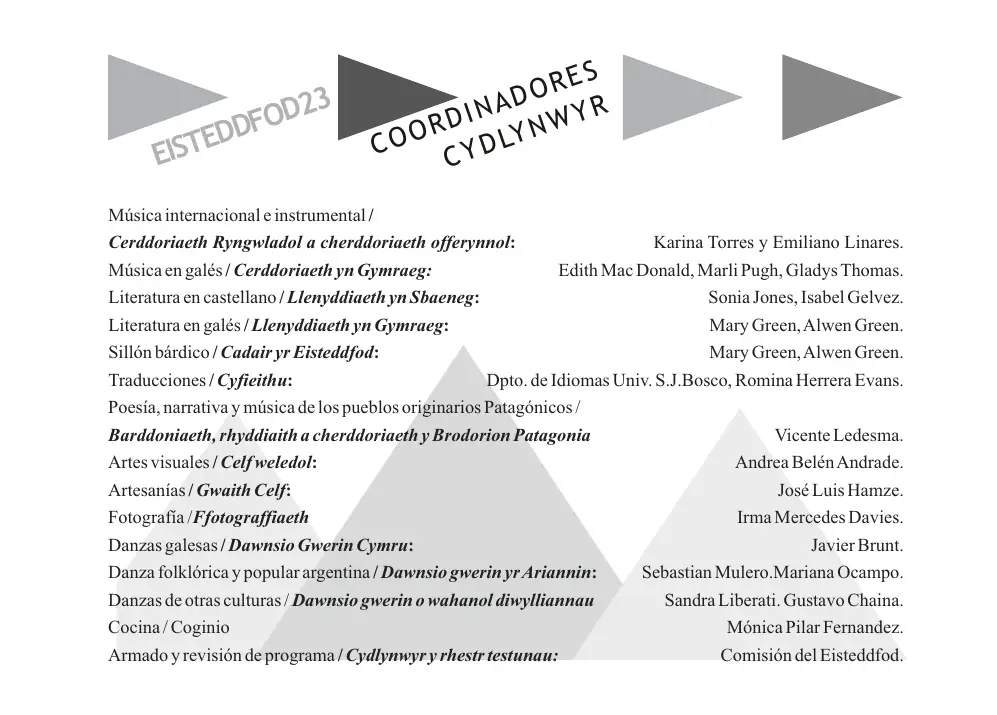 EISTEDDFOD23
COORDINADORES
CYDLYNWYR
Música internacional e instrumental /
Cerddoriaeth Ryngwladol a cherddoriaeth offerynnol: Karina Torres y Emiliano Linares.
Música en galés / Cerddoriaeth yn Gymraeg: Edith Mac Donald, Marli Pugh, Gladys Thomas.
Literatura en castellano / Llenyddiaeth yn Sbaeneg: Sonia Jones, Isabel Gelvez.
Literatura en galés / Llenyddiaeth yn Gymraeg: Mary Green, Alwen Green.
Sillón bárdico / Cadair yr Eisteddfod: Mary Green, Alwen Green.
Traducciones / Cyfieithu: Dpto. de Idiomas Univ. S.J.Bosco, Romina Herrera Evans.
Poesía, narrativa y música de los pueblos originarios Patagónicos /
Barddoniaeth, rhyddiaith a cherddoriaeth y Brodorion Patagonia Vicente Ledesma.
Artes visuales / Celf weledol: Andrea Belén Andrade.
Artesanías / Gwaith Celf: José Luis Hamze.
Fotografía /Ffotograffiaeth Irma Mercedes Davies.
Danzas galesas / Dawnsio Gwerin Cymru: Javier Brunt.
Danza folklórica y popular argentina / Dawnsio gwerin yr Ariannin: Sebastian Mulero.Mariana Ocampo.
Danzas de otras culturas / Dawnsio gwerin o wahanol diwylliannau Sandra Liberati. Gustavo Chaina.
Cocina / Coginio Mónica Pilar Fernandez.
Armado y revisión de programa / Cydlynwyr y rhestr testunau: Comisión del Eisteddfod.